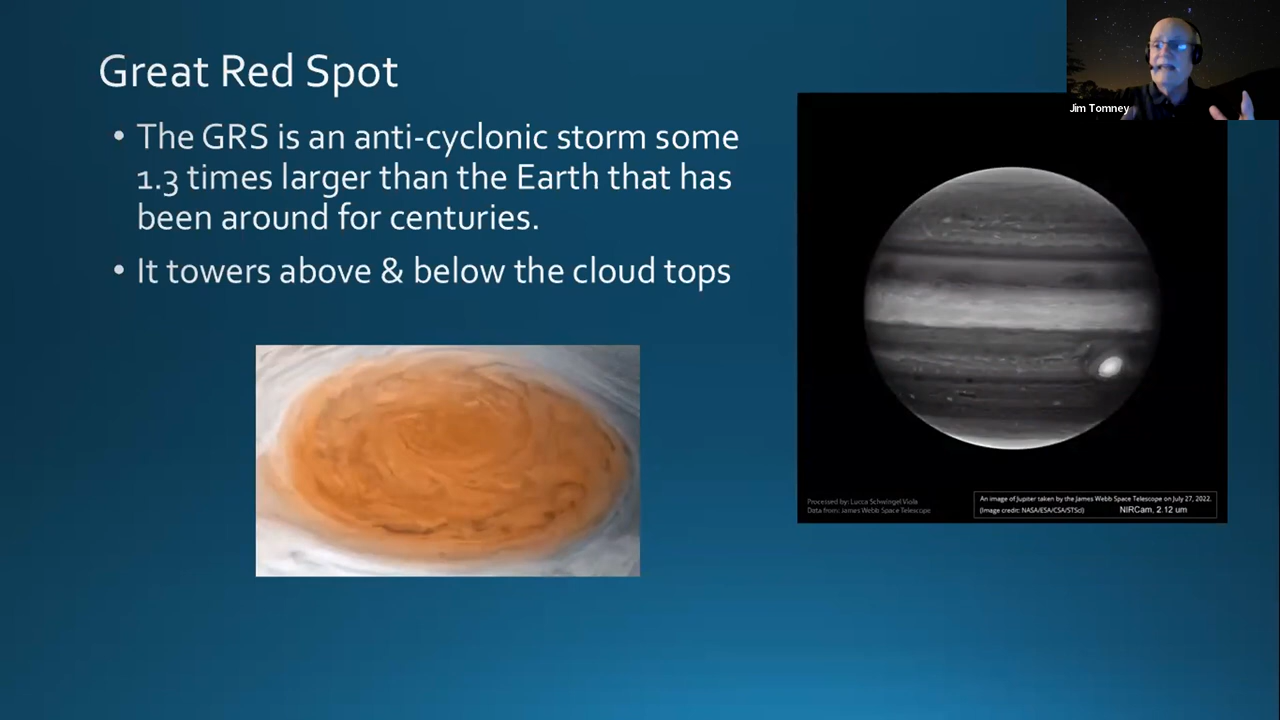 Great Red Spot
• The GRS is an anti-cyclonic storm some
1.3 times larger than the Earth that has
been around for centuries.
• It towers above & below the cloud tops
Jim Tomney
Processed by: Lucca Schwingel Viola
Data from: James Webb Space Telescope
An image of Jupiter taken by the James Webb Space Telescope on July 27, 2022.
(Image credit: NASA/ESA/CSA/STScI) NIRCam, 2.12 um